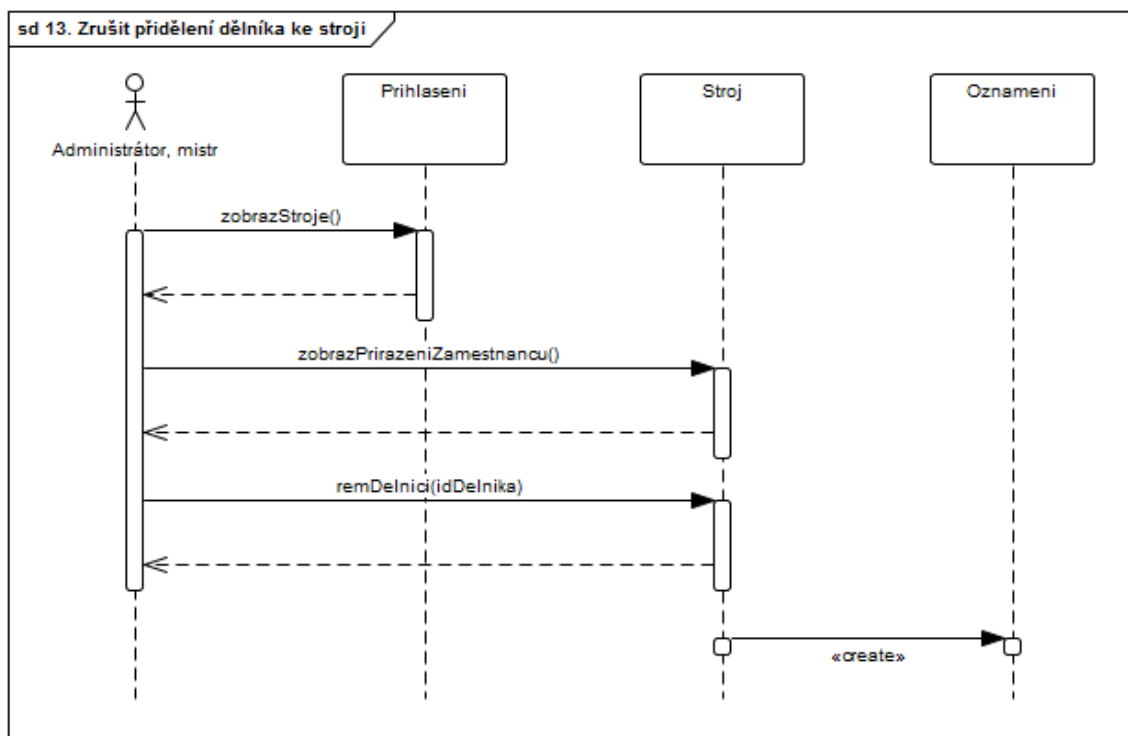 sd 13. Zrušit přidělení dělníka ke stroji
Prihlaseni
Stroj
Oznameni
Administrátor, mistr
zobrazStroje()
zobrazPrirazeniZamestnancu()
remDelnici(idDelnika)
«create»